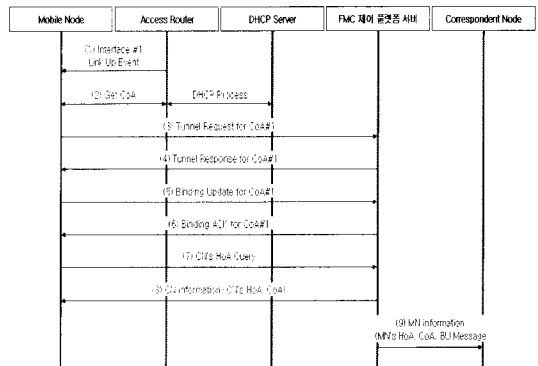 Mobile Node
Access Router
DHCP Server
FMC 제어 플랫폼 서버
Correspondent Node
(1) Interface #1
Link Up Event
(2) Get CoA
DHCP Process
(3) Tunnel Request for CoA#1
(4) Tunnel Response for CoA#1
(5) Binding Update for CoA#1
(6) Binding ACK for CoA#1
(7) CN's HoA Query
(8) CN information (CN's HoA, CoA)
(9) MN information
(MN's HoA, CoA, BU Message